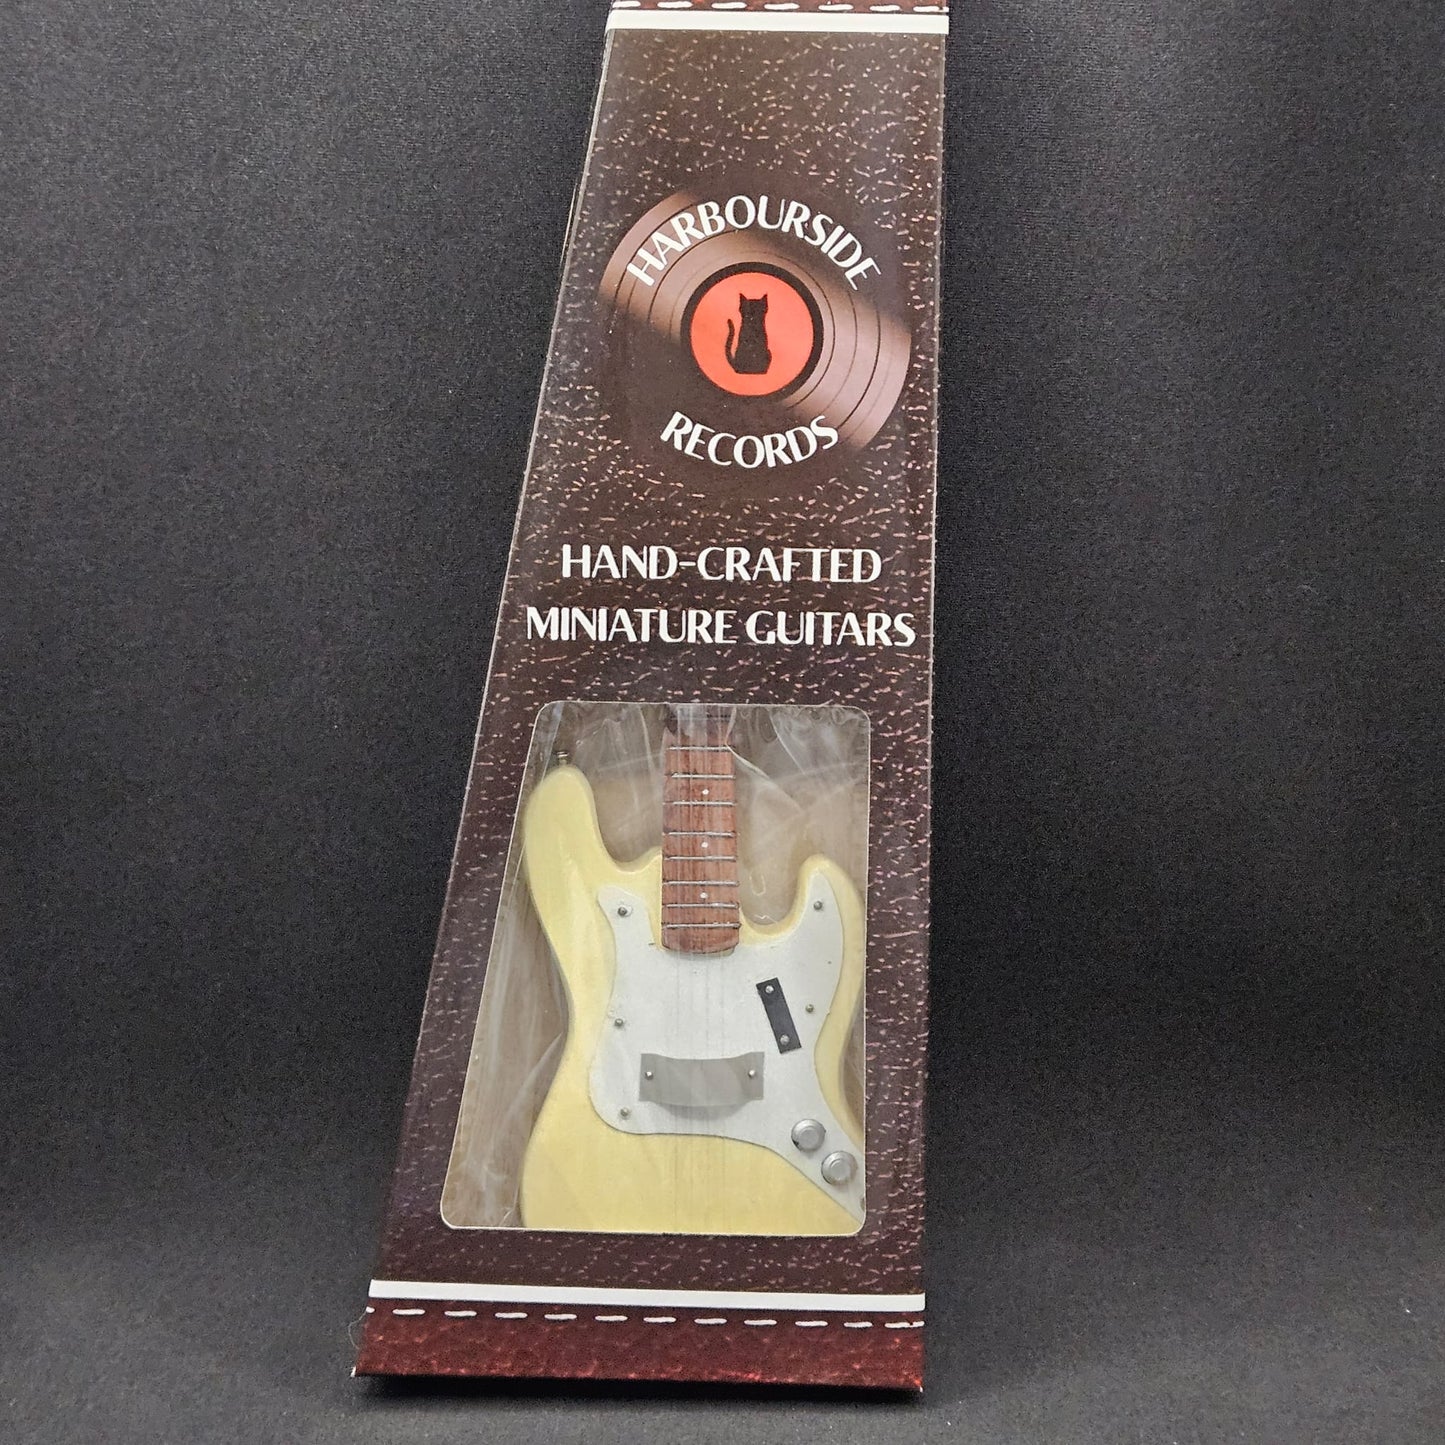 HARBOURSIDE
RECORDS
HAND-CRAFTED
MINIATURE GUITARS